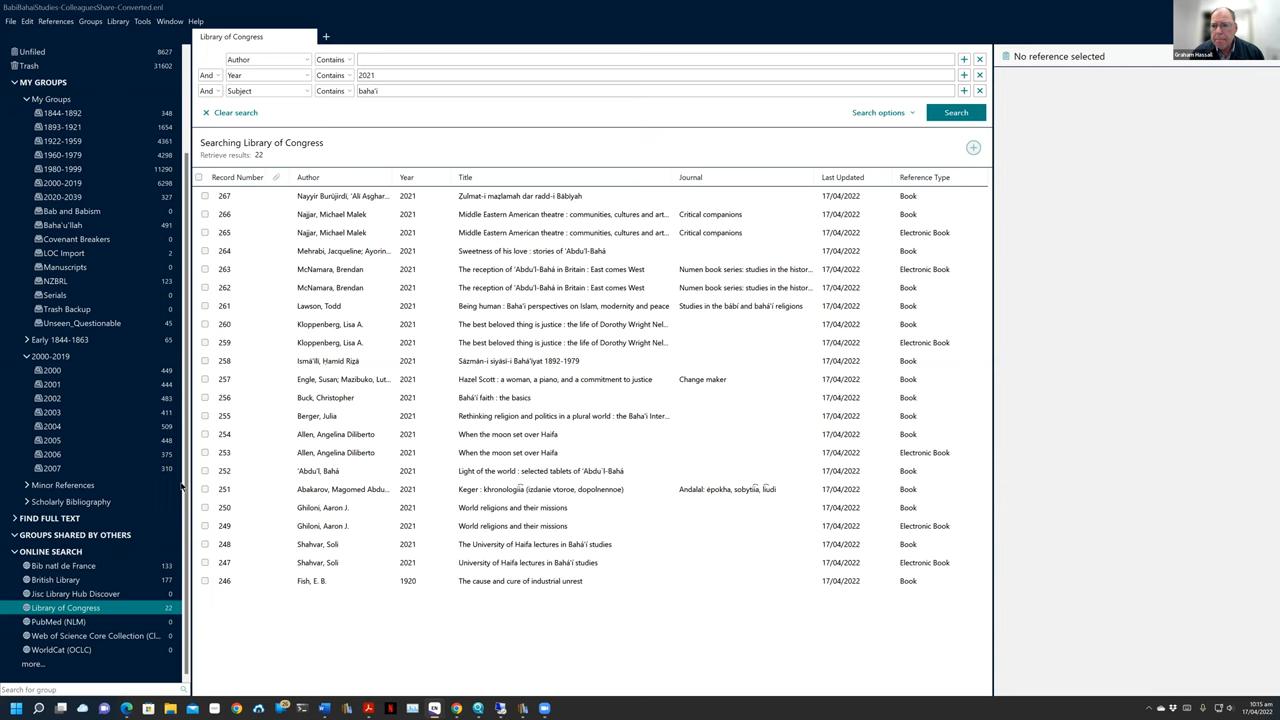 BabiBahaiStudies-ColleaguesShare-Converted.enl
File Edit References Groups Library Tools Window Help
Unfiled 8627
Trash 31602
MY GROUPS
My Groups
1844-1892 348
1893-1921 1654
1922-1959 4361
1960-1979 4298
1980-1999 11290
2000-2019 6298
2020-2039 327
Bab and Babism 0
Baha'u'llah 491
Covenant Breakers 0
LOC Import 2
Manuscripts 0
NZBRL 123
Serials 0
Trash Backup 0
Unseen_Questionable 45
Early 1844-1863 65
2000-2019
2000 449
2001 444
2002 483
2003 411
2004 509
2005 448
2006 375
2007 310
Minor References
Scholarly Bibliography
FIND FULL TEXT
GROUPS SHARED BY OTHERS
ONLINE SEARCH
Bib natl de France 133
British Library 177
Jisc Library Hub Discover 0
Library of Congress 22
PubMed (NLM) 0
Web of Science Core Collection (Cl... 0
WorldCat (OCLC) 0
more...
Search for group
Library of Congress
Author Contains
And Year Contains 2021
And Subject Contains baha'i
Clear search Search options Search
Searching Library of Congress
Retrieve results: 22
Record Number Author Year Title Journal Last Updated Reference Type
267 Nayyir Burūjirdī, ʻAlī Aṣghar... 2021 Zulmat-i maẓlamah dar radd-i Bābīyah 17/04/2022 Book
266 Najjar, Michael Malek 2021 Middle Eastern American theatre : communities, cultures and art... Critical companions 17/04/2022 Book
265 Najjar, Michael Malek 2021 Middle Eastern American theatre : communities, cultures and art... Critical companions 17/04/2022 Electronic Book
264 Mehrabi, Jacqueline; Ayorin... 2021 Sweetness of his love : stories of ʻAbdu'l-Bahá 17/04/2022 Book
263 McNamara, Brendan 2021 The reception of ʻAbdu'l-Bahá in Britain : East comes West Numen book series: studies in the histor... 17/04/2022 Electronic Book
262 McNamara, Brendan 2021 The reception of ʻAbdu'l-Bahá in Britain : East comes West Numen book series: studies in the histor... 17/04/2022 Book
261 Lawson, Todd 2021 Being human : Baha'i perspectives on Islam, modernity and peace Studies in the bábí and bahá'í religions 17/04/2022 Book
260 Kloppenberg, Lisa A. 2021 The best beloved thing is justice : the life of Dorothy Wright Nel... 17/04/2022 Book
259 Kloppenberg, Lisa A. 2021 The best beloved thing is justice : the life of Dorothy Wright Nel... 17/04/2022 Electronic Book
258 Ismāʻīlī, Ḥamīd Riz̤ā 2021 Sāzmān-i siyāsī-i Bahāʼīyat 1892-1979 17/04/2022 Book
257 Engle, Susan; Mazibuko, Lut... 2021 Hazel Scott : a woman, a piano, and a commitment to justice Change maker 17/04/2022 Book
256 Buck, Christopher 2021 Bahá'í faith : the basics 17/04/2022 Book
255 Berger, Julia 2021 Rethinking religion and politics in a plural world : the Baha'i Inter... 17/04/2022 Book
254 Allen, Angelina Diliberto 2021 When the moon set over Haifa 17/04/2022 Book
253 Allen, Angelina Diliberto 2021 When the moon set over Haifa 17/04/2022 Electronic Book
252 ʻAbdu'l, Bahá 2021 Light of the world : selected tablets of ʻAbduʼl-Bahá 17/04/2022 Book
251 Abakarov, Magomed Abdu... 2021 Keger : khronologii͡a (izdanie vtoroe, dopolnennoe) Andalal: ėpokha, sobytii͡a, li͡udi 17/04/2022 Book
250 Ghiloni, Aaron J. 2021 World religions and their missions 17/04/2022 Book
249 Ghiloni, Aaron J. 2021 World religions and their missions 17/04/2022 Electronic Book
248 Shahvar, Soli 2021 The University of Haifa lectures in Bahá'í studies 17/04/2022 Book
247 Shahvar, Soli 2021 University of Haifa lectures in Bahá'í studies 17/04/2022 Electronic Book
246 Fish, E. B. 1920 The cause and cure of industrial unrest 17/04/2022 Book
No reference selected
Graham Hassall
10:15 am
17/04/2022